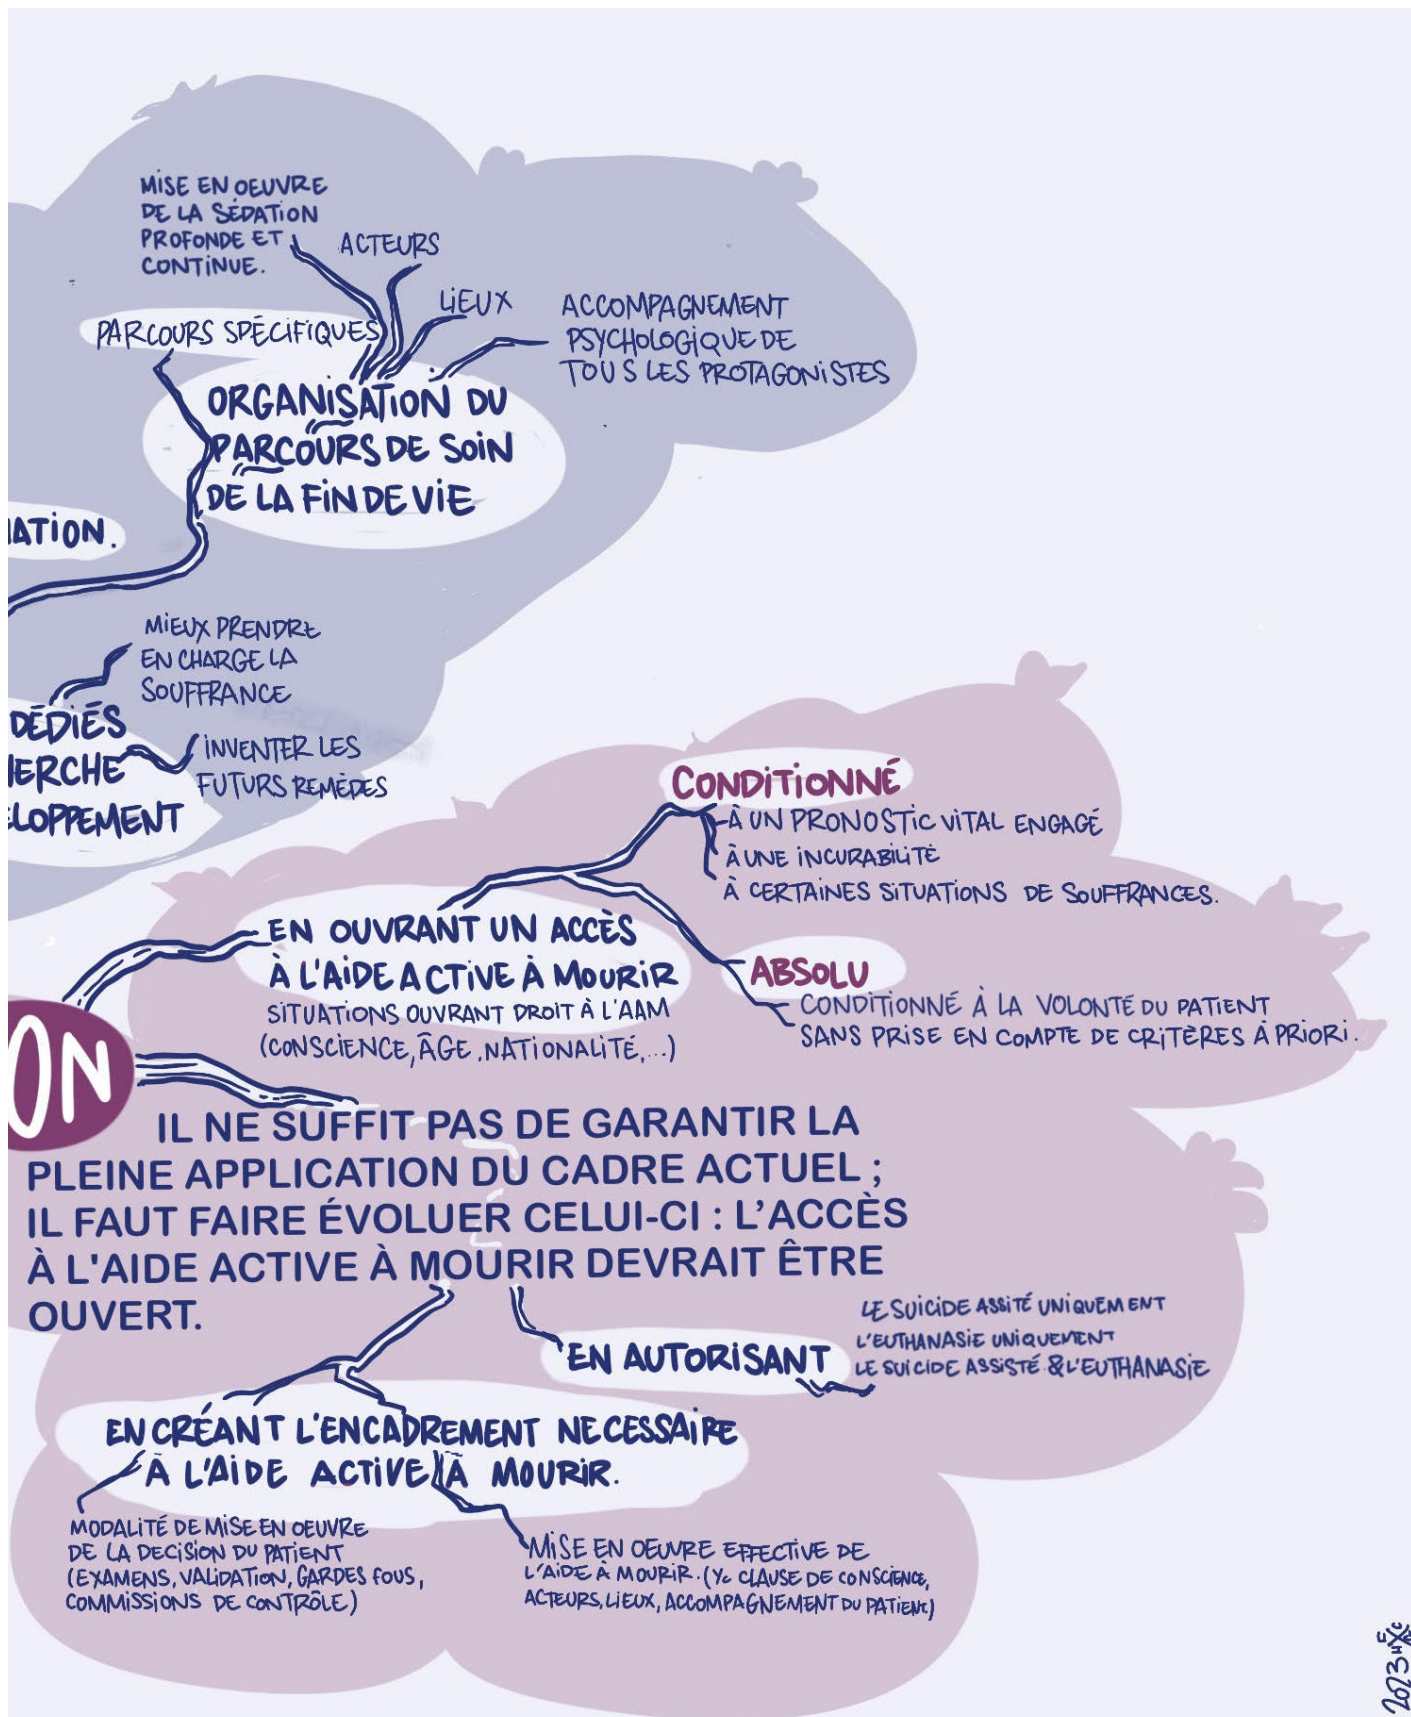 MISE EN OEUVRE
DE LA SÉDATION
PROFONDE ET
CONTINUE.
ACTEURS
LIEUX
ACCOMPAGNEMENT
PSYCHOLOGIQUE DE
TOUS LES PROTAGONISTES
PARCOURS SPÉCIFIQUES
ORGANISATION DU
PARCOURS DE SOIN
DE LA FIN DE VIE
ATION.
MIEUX PRENDRE
EN CHARGE LA
SOUFFRANCE
DÉDIÉS
ERCHE
LOPPEMENT
INVENTER LES
FUTURS REMÈDES
CONDITIONNÉ
À UN PRONOSTIC VITAL ENGAGÉ
À UNE INCURABILITÉ
À CERTAINES SITUATIONS DE SOUFFRANCES.
EN OUVRANT UN ACCÈS
À L'AIDE ACTIVE À MOURIR
SITUATIONS OUVRANT DROIT À L'AAM
(CONSCIENCE, ÂGE, NATIONALITÉ,...)
ABSOLU
CONDITIONNÉ À LA VOLONTÉ DU PATIENT
SANS PRISE EN COMPTE DE CRITÈRES À PRIORI.
ON
IL NE SUFFIT PAS DE GARANTIR LA
PLEINE APPLICATION DU CADRE ACTUEL ;
IL FAUT FAIRE ÉVOLUER CELUI-CI : L'ACCÈS
À L'AIDE ACTIVE À MOURIR DEVRAIT ÊTRE
OUVERT.
EN AUTORISANT
LE SUICIDE ASSITÉ UNIQUEMENT
L'EUTHANASIE UNIQUEMENT
LE SUICIDE ASSISTÉ & L'EUTHANASIE
EN CRÉANT L'ENCADREMENT NECESSAIRE
À L'AIDE ACTIVE À MOURIR.
MODALITÉ DE MISE EN OEUVRE
DE LA DECISION DU PATIENT
(EXAMENS, VALIDATION, GARDES FOUS,
COMMISSIONS DE CONTRÔLE)
MISE EN OEUVRE EFFECTIVE DE
L'AIDE À MOURIR. (Yc CLAUSE DE CONSCIENCE,
ACTEURS, LIEUX, ACCOMPAGNEMENT DU PATIENT)
2023